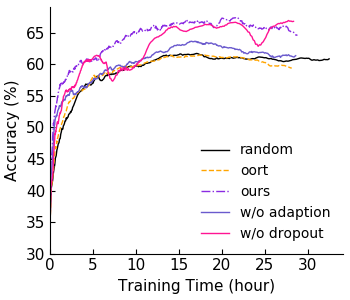 Accuracy (%)
65
60
55
50
45
40
35
30
random
oort
ours
w/o adaption
w/o dropout
0 5 10 15 20 25 30
Training Time (hour)